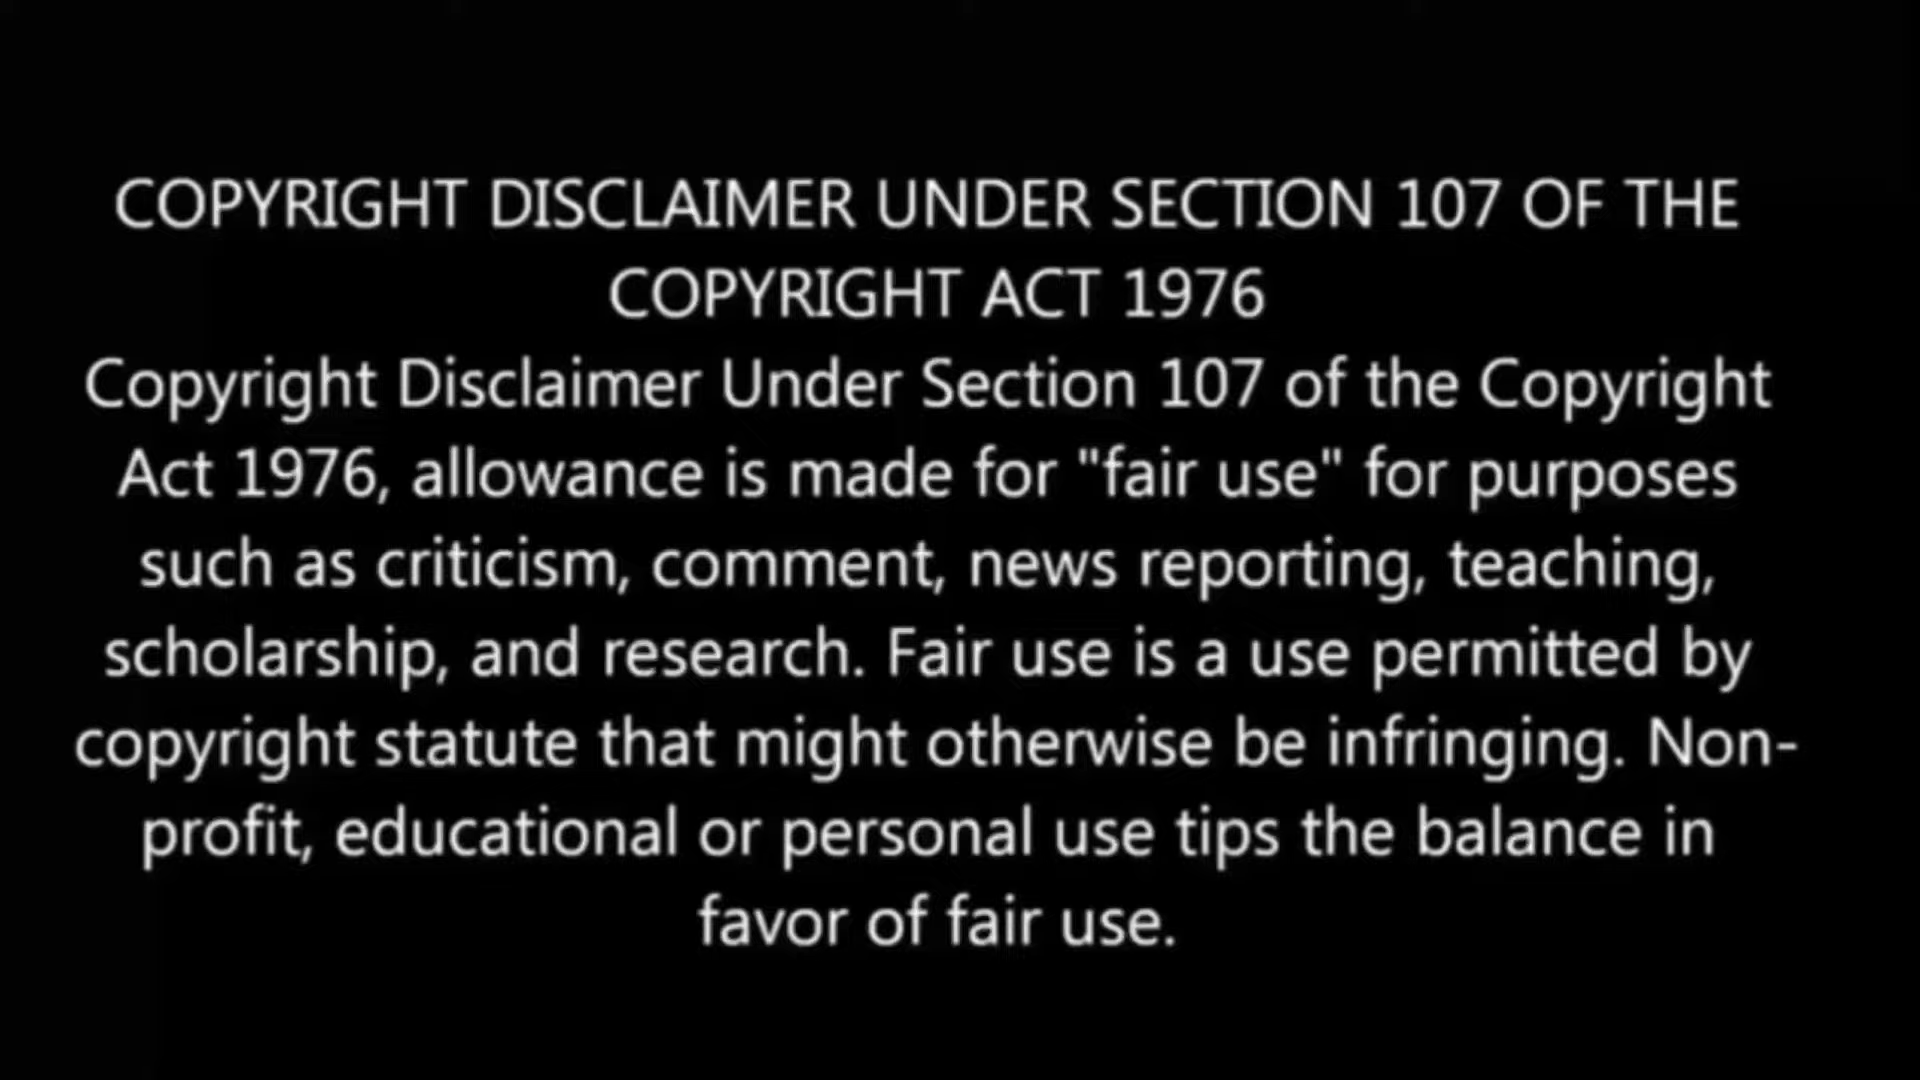 COPYRIGHT DISCLAIMER UNDER SECTION 107 OF THE
COPYRIGHT ACT 1976
Copyright Disclaimer Under Section 107 of the Copyright
Act 1976, allowance is made for "fair use" for purposes
such as criticism, comment, news reporting, teaching,
scholarship, and research. Fair use is a use permitted by
copyright statute that might otherwise be infringing. Non-
profit, educational or personal use tips the balance in
favor of fair use.